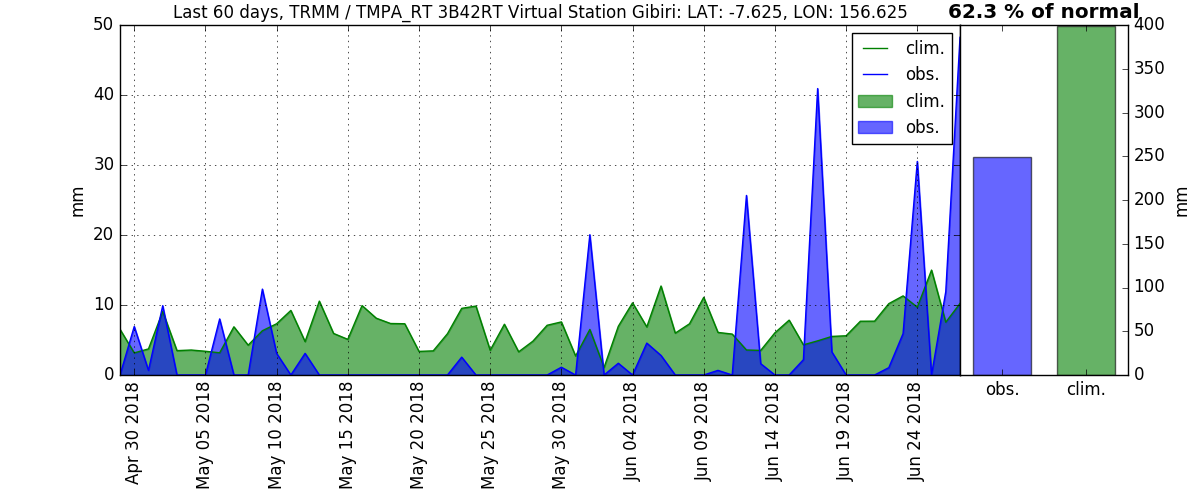 Last 60 days, TRMM / TMPA_RT 3B42RT Virtual Station Gibiri: LAT: -7.625, LON: 156.625
62.3 % of normal
50
40
30
20
10
0
mm
clim.
obs.
clim.
obs.
400
350
300
250
200
150
100
50
0
mm
obs.
clim.
Apr 30 2018
May 05 2018
May 10 2018
May 15 2018
May 20 2018
May 25 2018
May 30 2018
Jun 04 2018
Jun 09 2018
Jun 14 2018
Jun 19 2018
Jun 24 2018